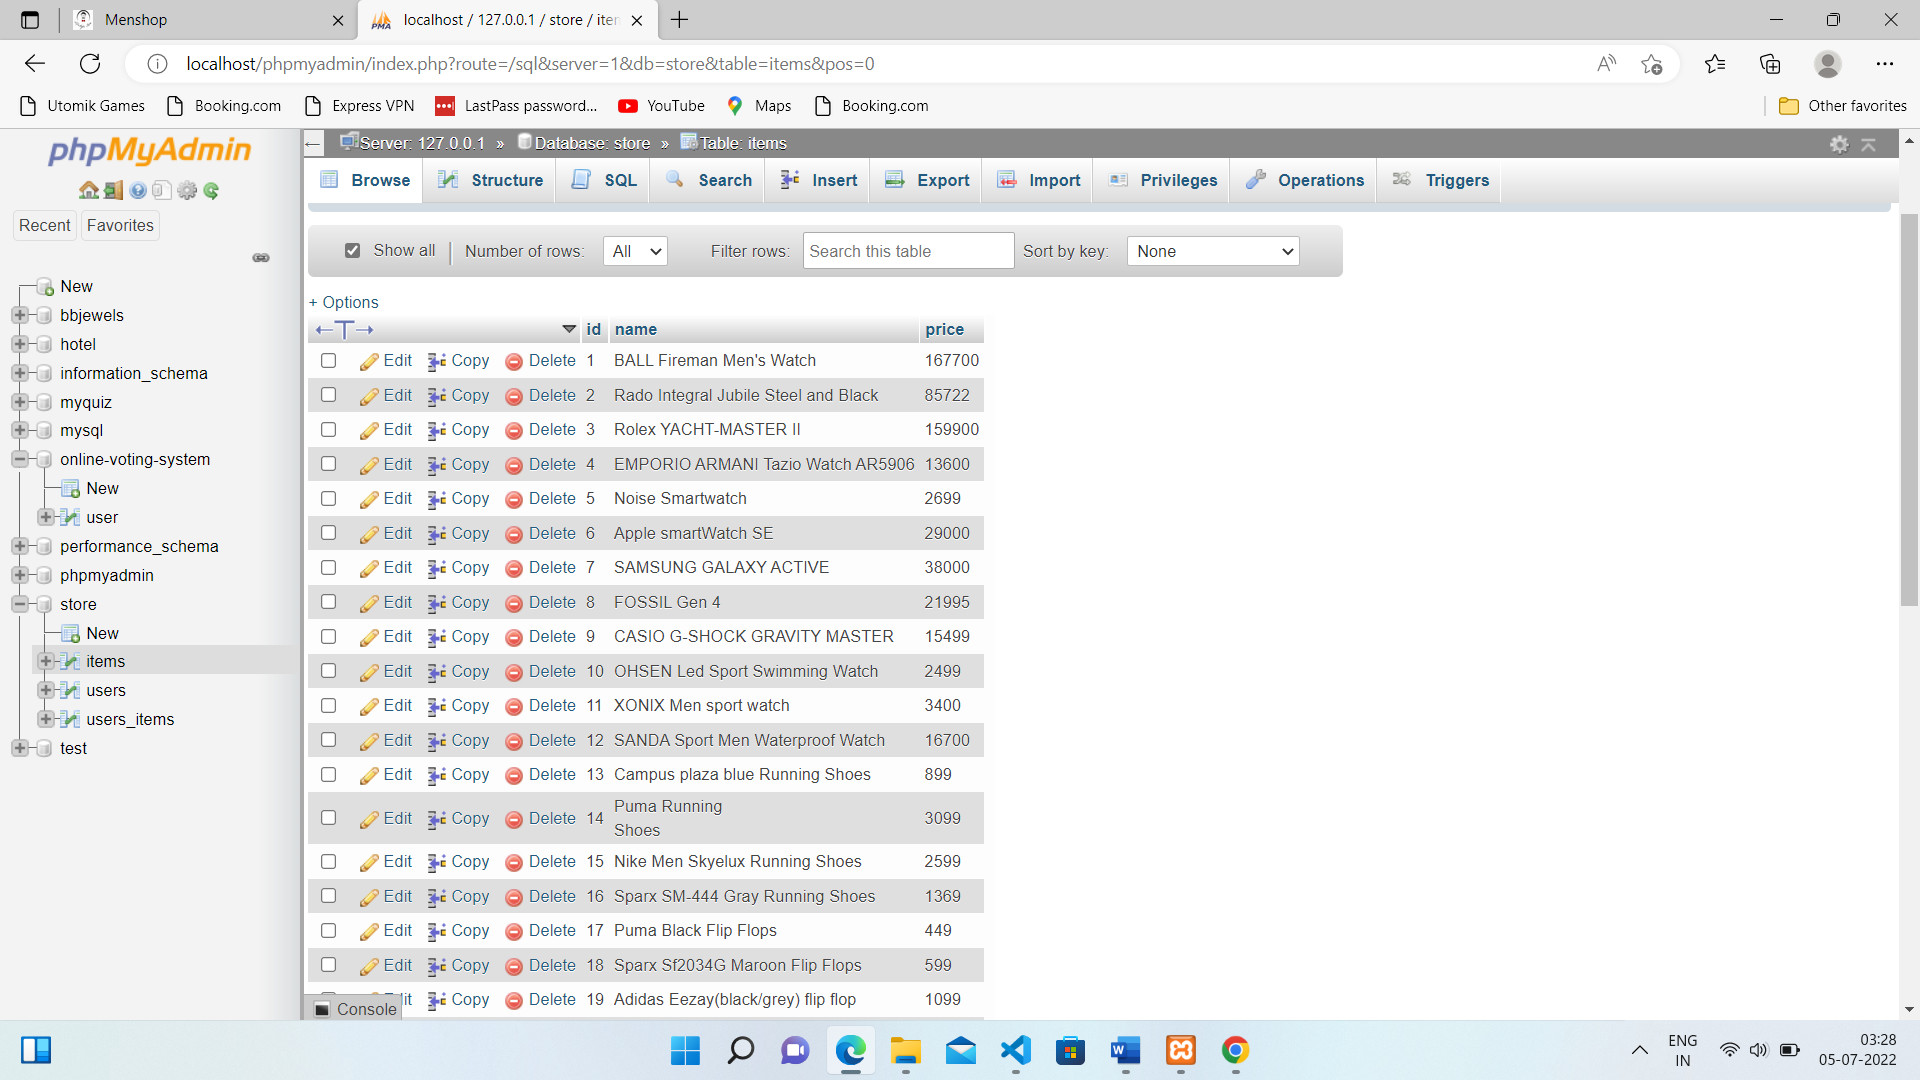 Menshop
localhost / 127.0.0.1 / store / iter
localhost/phpmyadmin/index.php?route=/sql&server=1&db=store&table=items&pos=0
Utomik Games
Booking.com
Express VPN
LastPass password...
YouTube
Maps
Booking.com
Other favorites
phpMyAdmin
Recent
Favorites
New
bbjewels
hotel
information_schema
myquiz
mysql
online-voting-system
New
user
performance_schema
phpmyadmin
store
New
items
users
users_items
test
Server: 127.0.0.1 » Database: store » Table: items
Browse
Structure
SQL
Search
Insert
Export
Import
Privileges
Operations
Triggers
Show all
Number of rows: All
Filter rows: Search this table
Sort by key: None
+ Options
←T→ id name price
Edit Copy Delete 1 BALL Fireman Men's Watch 167700
Edit Copy Delete 2 Rado Integral Jubile Steel and Black 85722
Edit Copy Delete 3 Rolex YACHT-MASTER II 159900
Edit Copy Delete 4 EMPORIO ARMANI Tazio Watch AR5906 13600
Edit Copy Delete 5 Noise Smartwatch 2699
Edit Copy Delete 6 Apple smartWatch SE 29000
Edit Copy Delete 7 SAMSUNG GALAXY ACTIVE 38000
Edit Copy Delete 8 FOSSIL Gen 4 21995
Edit Copy Delete 9 CASIO G-SHOCK GRAVITY MASTER 15499
Edit Copy Delete 10 OHSEN Led Sport Swimming Watch 2499
Edit Copy Delete 11 XONIX Men sport watch 3400
Edit Copy Delete 12 SANDA Sport Men Waterproof Watch 16700
Edit Copy Delete 13 Campus plaza blue Running Shoes 899
Edit Copy Delete 14 Puma Running
Shoes 3099
Edit Copy Delete 15 Nike Men Skyelux Running Shoes 2599
Edit Copy Delete 16 Sparx SM-444 Gray Running Shoes 1369
Edit Copy Delete 17 Puma Black Flip Flops 449
Edit Copy Delete 18 Sparx Sf2034G Maroon Flip Flops 599
Copy Delete 19 Adidas Eezay(black/grey) flip flop 1099
Console
ENG
IN
03:28
05-07-2022